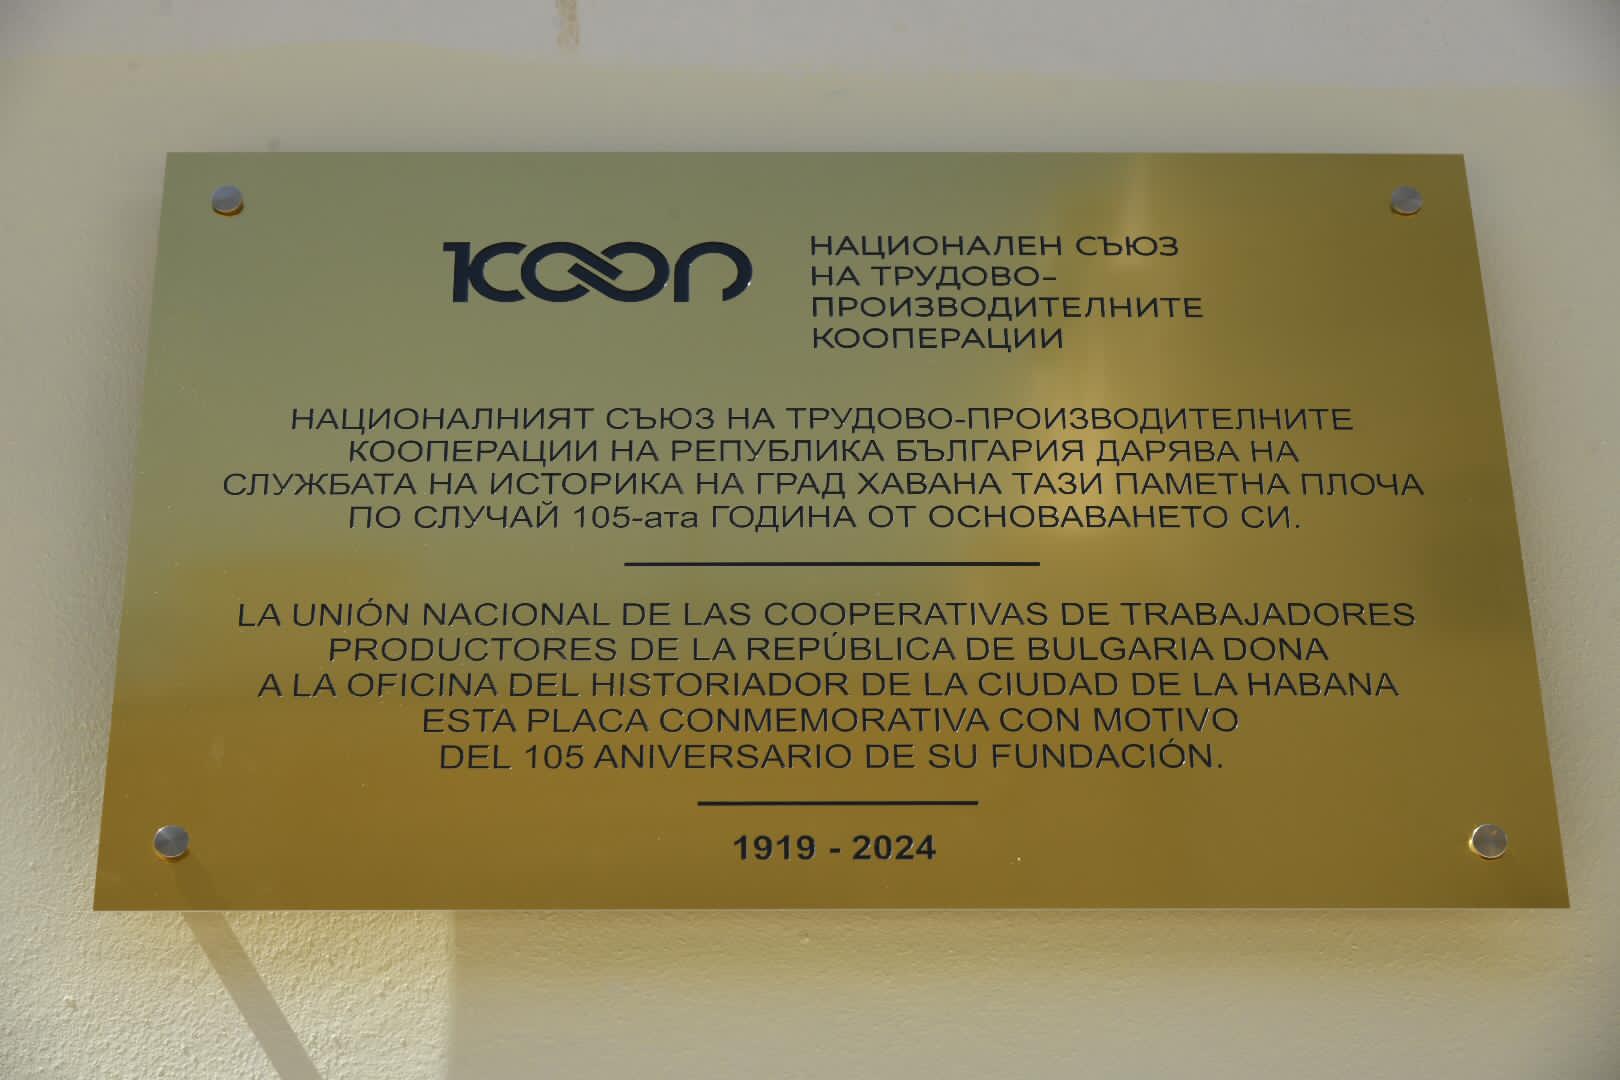 КООП
НАЦИОНАЛЕН СЪЮЗ
НА ТРУДОВО-
ПРОИЗВОДИТЕЛНИТЕ
КООПЕРАЦИИ
НАЦИОНАЛНИЯТ СЪЮЗ НА ТРУДОВО-ПРОИЗВОДИТЕЛНИТЕ
КООПЕРАЦИИ НА РЕПУБЛИКА БЪЛГАРИЯ ДАРЯВА НА
СЛУЖБАТА НА ИСТОРИКА НА ГРАД ХАВАНА ТАЗИ ПАМЕТНА ПЛОЧА
ПО СЛУЧАЙ 105-ата ГОДИНА ОТ ОСНОВАВАНЕТО СИ.
LA UNIÓN NACIONAL DE LAS COOPERATIVAS DE TRABAJADORES
PRODUCTORES DE LA REPÚBLICA DE BULGARIA DONA
A LA OFICINA DEL HISTORIADOR DE LA CIUDAD DE LA HABANA
ESTA PLACA CONMEMORATIVA CON MOTIVO
DEL 105 ANIVERSARIO DE SU FUNDACIÓN.
1919 - 2024